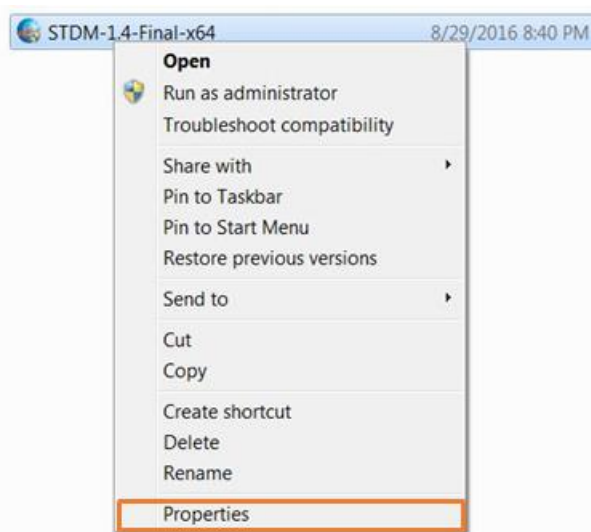 STDM-1.4-Final-x64 8/29/2016 8:40 PM
Open
Run as administrator
Troubleshoot compatibility
Share with
Pin to Taskbar
Pin to Start Menu
Restore previous versions
Send to
Cut
Copy
Create shortcut
Delete
Rename
Properties